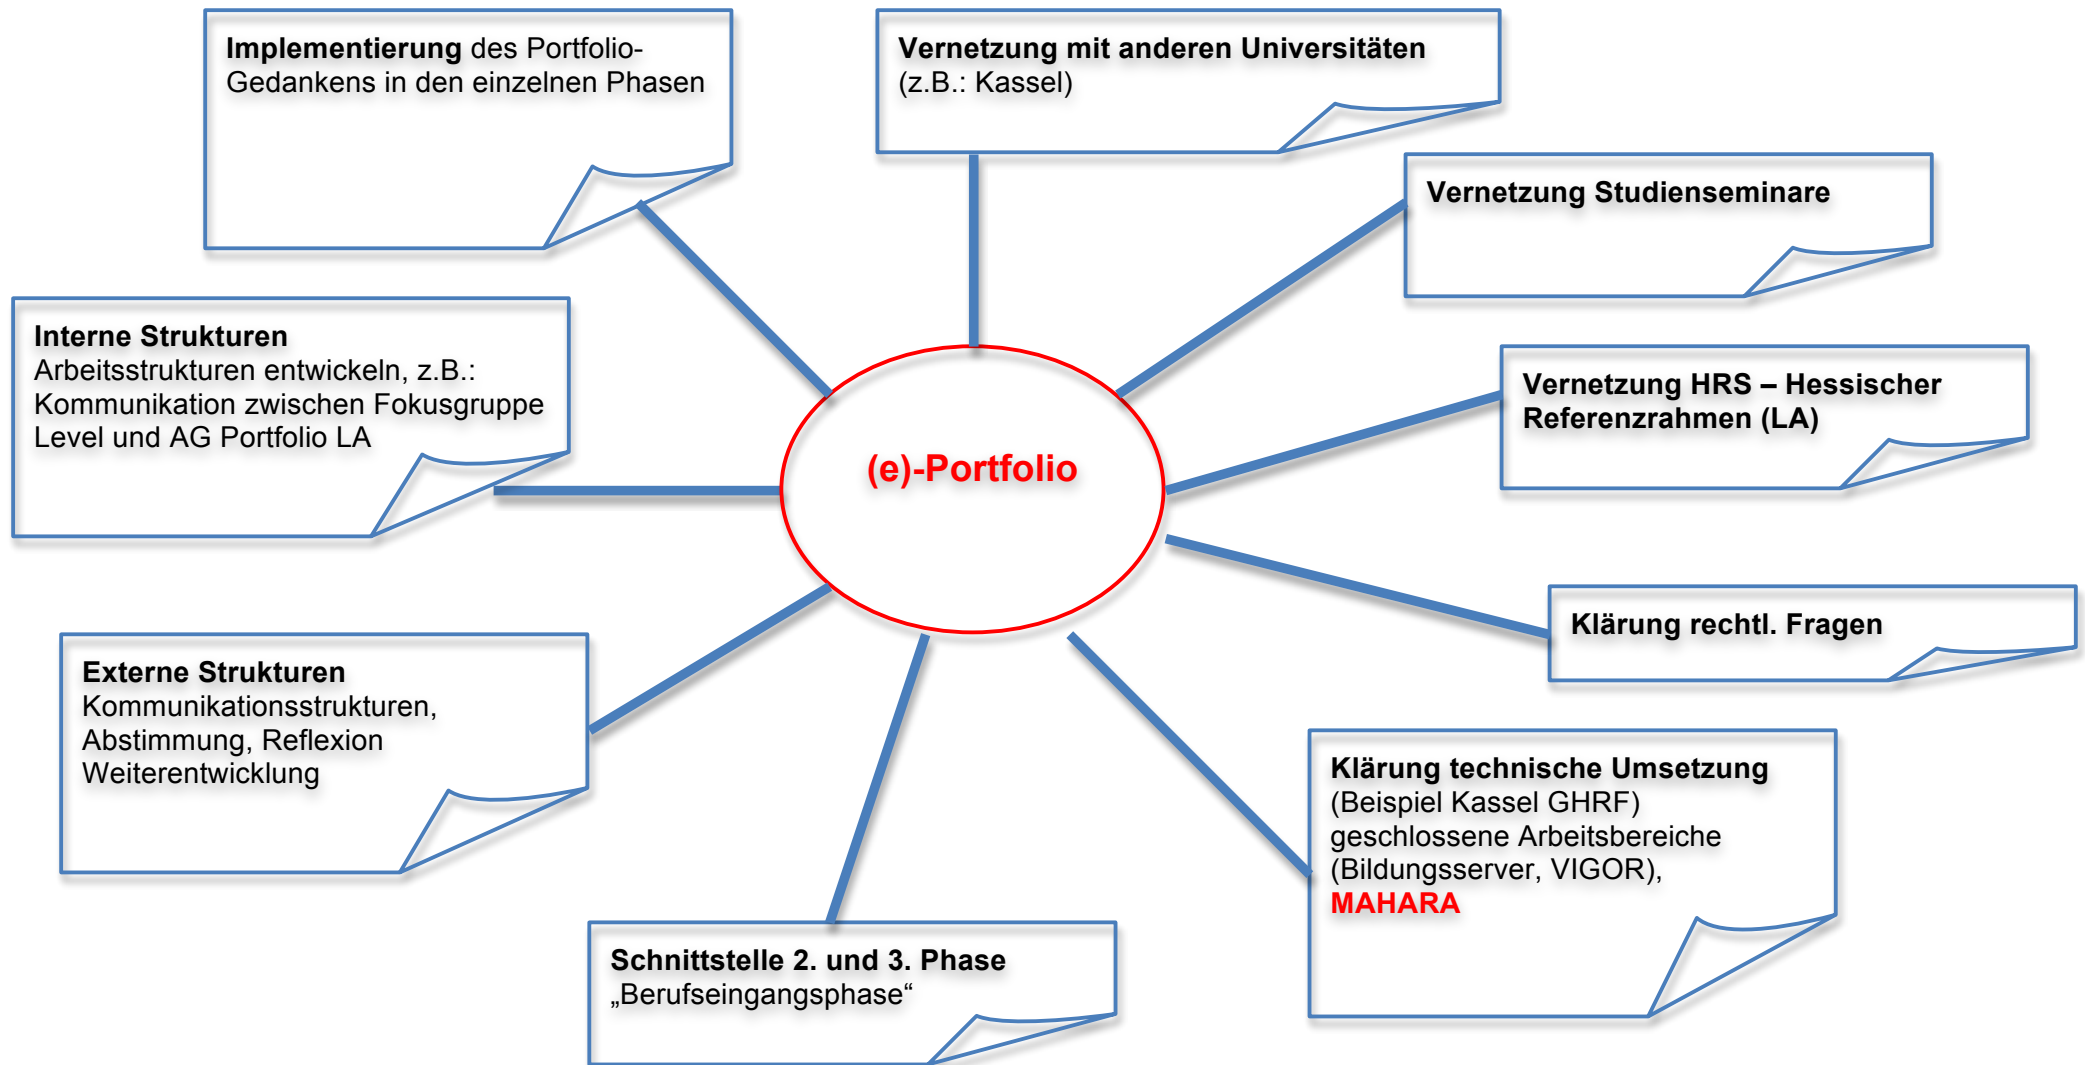 Implementierung des Portfolio-
Gedankens in den einzelnen Phasen
Vernetzung mit anderen Universitäten
(z.B.: Kassel)
Vernetzung Studienseminare
Interne Strukturen
Arbeitsstrukturen entwickeln, z.B.:
Kommunikation zwischen Fokusgruppe
Level und AG Portfolio LA
Vernetzung HRS – Hessischer
Referenzrahmen (LA)
(e)-Portfolio
Klärung rechtl. Fragen
Externe Strukturen
Kommunikationsstrukturen,
Abstimmung, Reflexion
Weiterentwicklung
Klärung technische Umsetzung
(Beispiel Kassel GHRF)
geschlossene Arbeitsbereiche
(Bildungsserver, VIGOR),
MAHARA
Schnittstelle 2. und 3. Phase
„Berufseingangsphase“